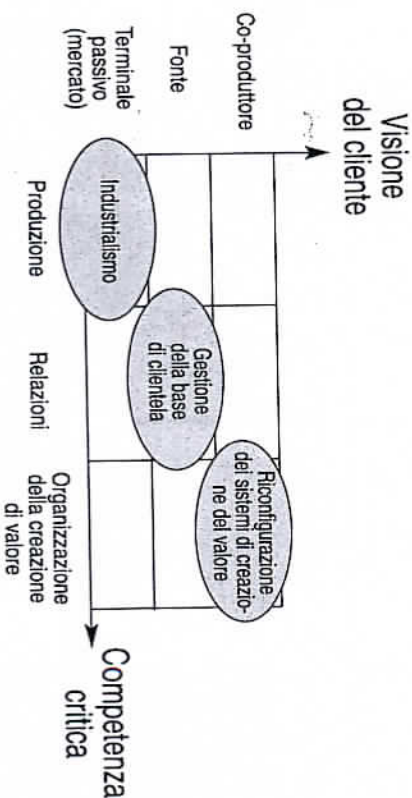 Visione
del cliente
Co-produttore
Fonte
Terminale
passivo
(mercato)
Riconfigurazione
dei sistemi di creazio-
ne del valore
Gestione
della base
di clientela
Industrialismo
Produzione
Relazioni
Organizzazione
della creazione
di valore
Competenza
critica